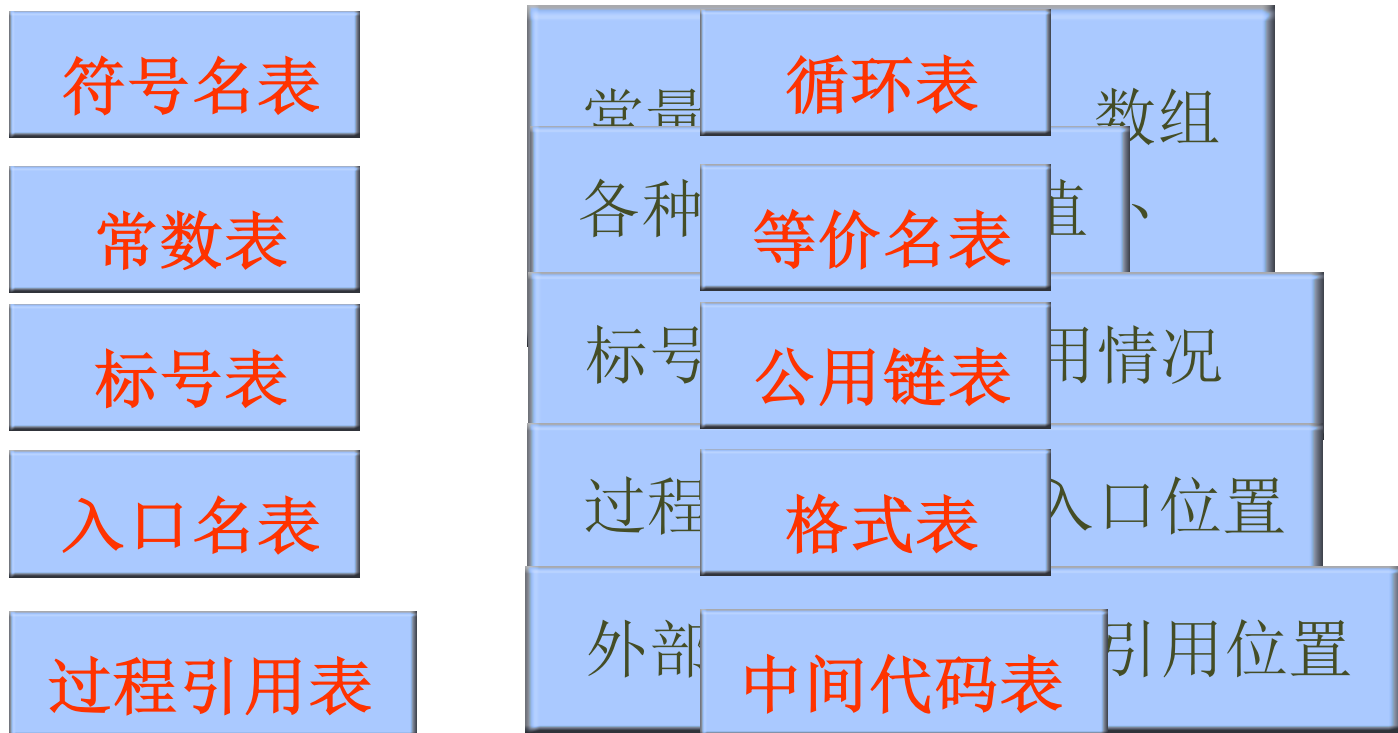 符号名表
常数表
标号表
入口名表
过程引用表
循环表
等价名表
公用链表
格式表
中间代码表
常量 数组
各种 值、
标号 用情况
过程 入口位置
外部 引用位置